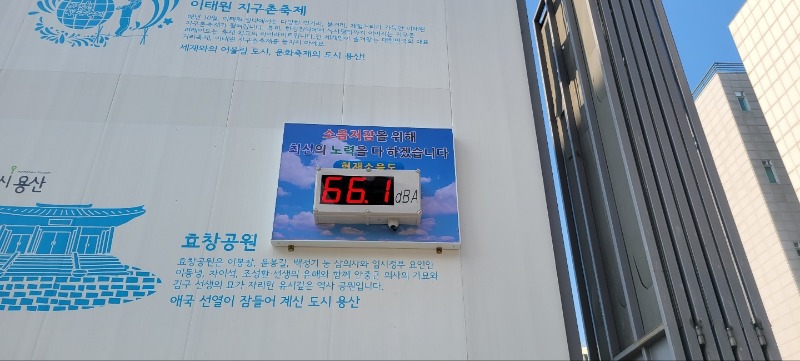 이태원 지구촌축제
세계와의 어울림 도시, 문화축제의 도시 용산!
소음저감을 위해
최신의 노력을 다 하겠습니다
현재소음도
66.1 dBA
시 용산
효창공원
효창공원은 이봉창, 윤봉길, 백정기 등 삼의사와 임시정부 요인인
이동녕, 차이석, 조성환 선생의 유해와 함께 안중근 의사의 가묘와
김구 선생의 묘가 자리한 유서깊은 역사 공원입니다.
애국 선열이 잠들어 계신 도시 용산